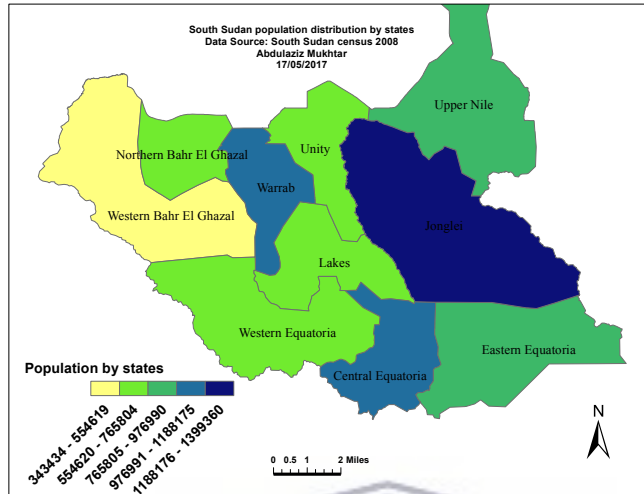 South Sudan population distribution by states
Data Source: South Sudan census 2008
Abdulaziz Mukhtar
17/05/2017
Upper Nile
Northern Bahr El Ghazal
Unity
Warrab
Western Bahr El Ghazal
Jonglei
Lakes
Western Equatoria
Eastern Equatoria
Central Equatoria
Population by states
343434 - 554619
554620 - 765804
765805 - 976990
976991 - 1188175
1188176 - 1399360
N
0 0.5 1 2 Miles